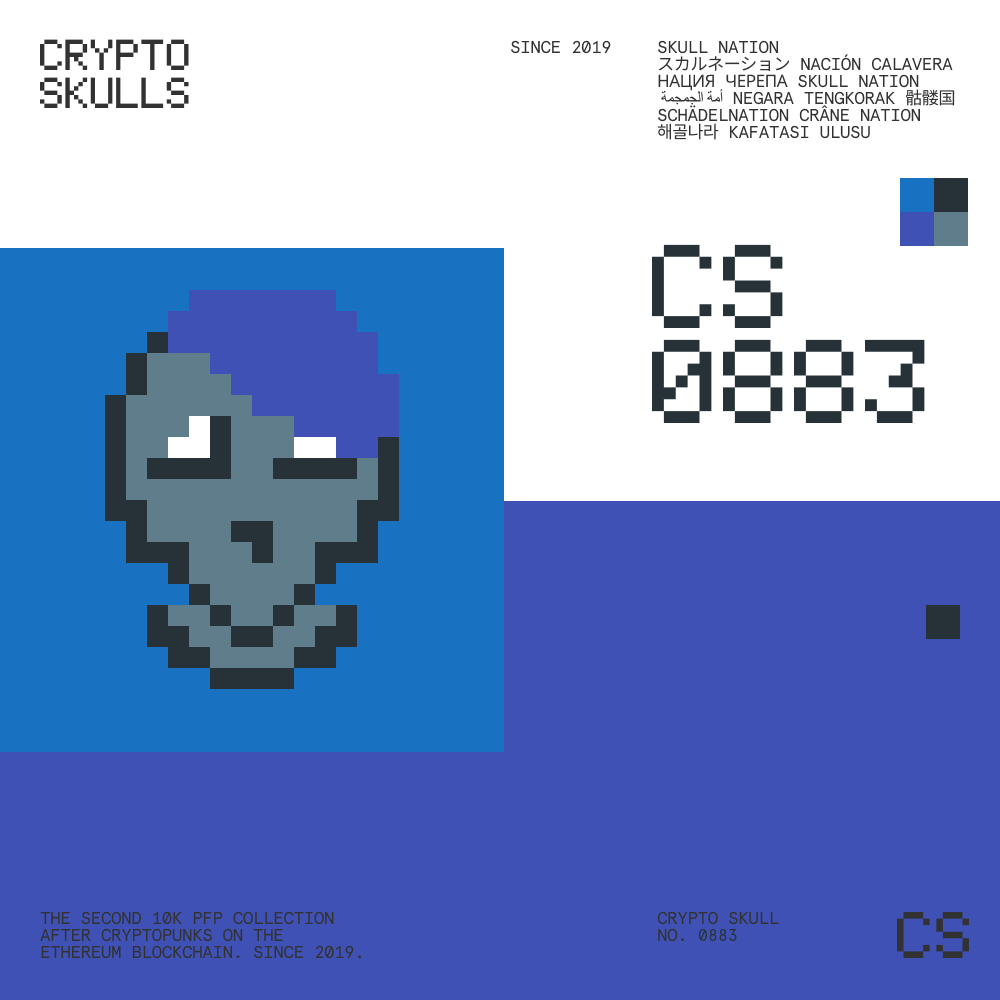 CRYPTO
SKULLS
SINCE 2019
SKULL NATION
スカルネーション NACIÓN CALAVERA
НАЦИЯ ЧЕРЕПА SKULL NATION
أمة الجمجمة NEGARA TENGKORAK 骷髅国
SCHÄDELNATION CRÂNE NATION
해골나라 KAFATASI ULUSU
CS
0883
THE SECOND 10K PFP COLLECTION
AFTER CRYPTOPUNKS ON THE
ETHEREUM BLOCKCHAIN. SINCE 2019.
CRYPTO SKULL
NO. 0883
CS